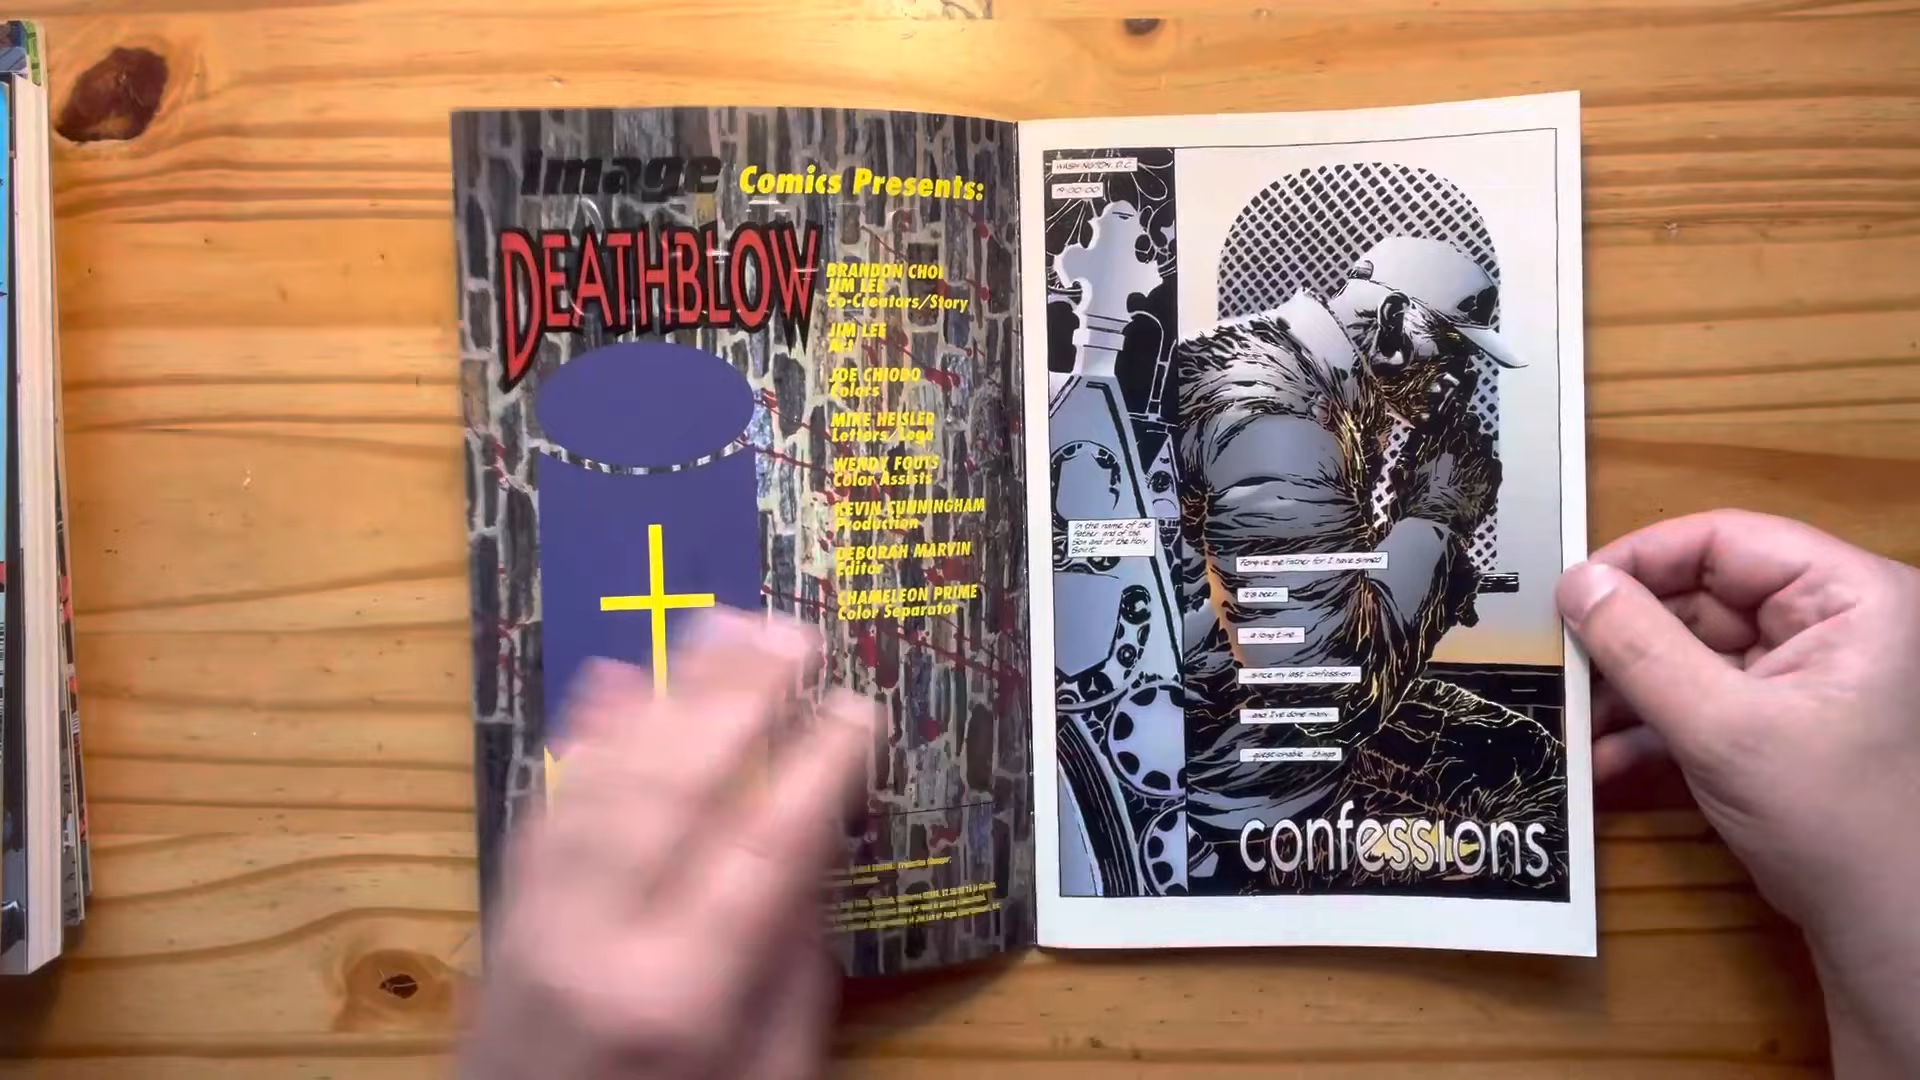 image Comics Presents:
DEATHBLOW
BRANDON CHOI
JIM LEE
Co-Creators/Story
JIM LEE
Art
JOE CHIODO
Colors
MIKE HEISLER
Letters/Logo
WENDY FOUTS
Color Assists
KEVIN CUNNINGHAM
Production
DEBORAH MARVIN
Editor
CHAMELEON PRIME
Color Separator
WASHINGTON, D.C.
19:00:00
In the name of the
Father and of the
Son and of the Holy
Spirit.
Forgive me father for I have sinned
It's been...
...a long time...
...since my last confession...
...and I've done many...
...questionable...things
confessions